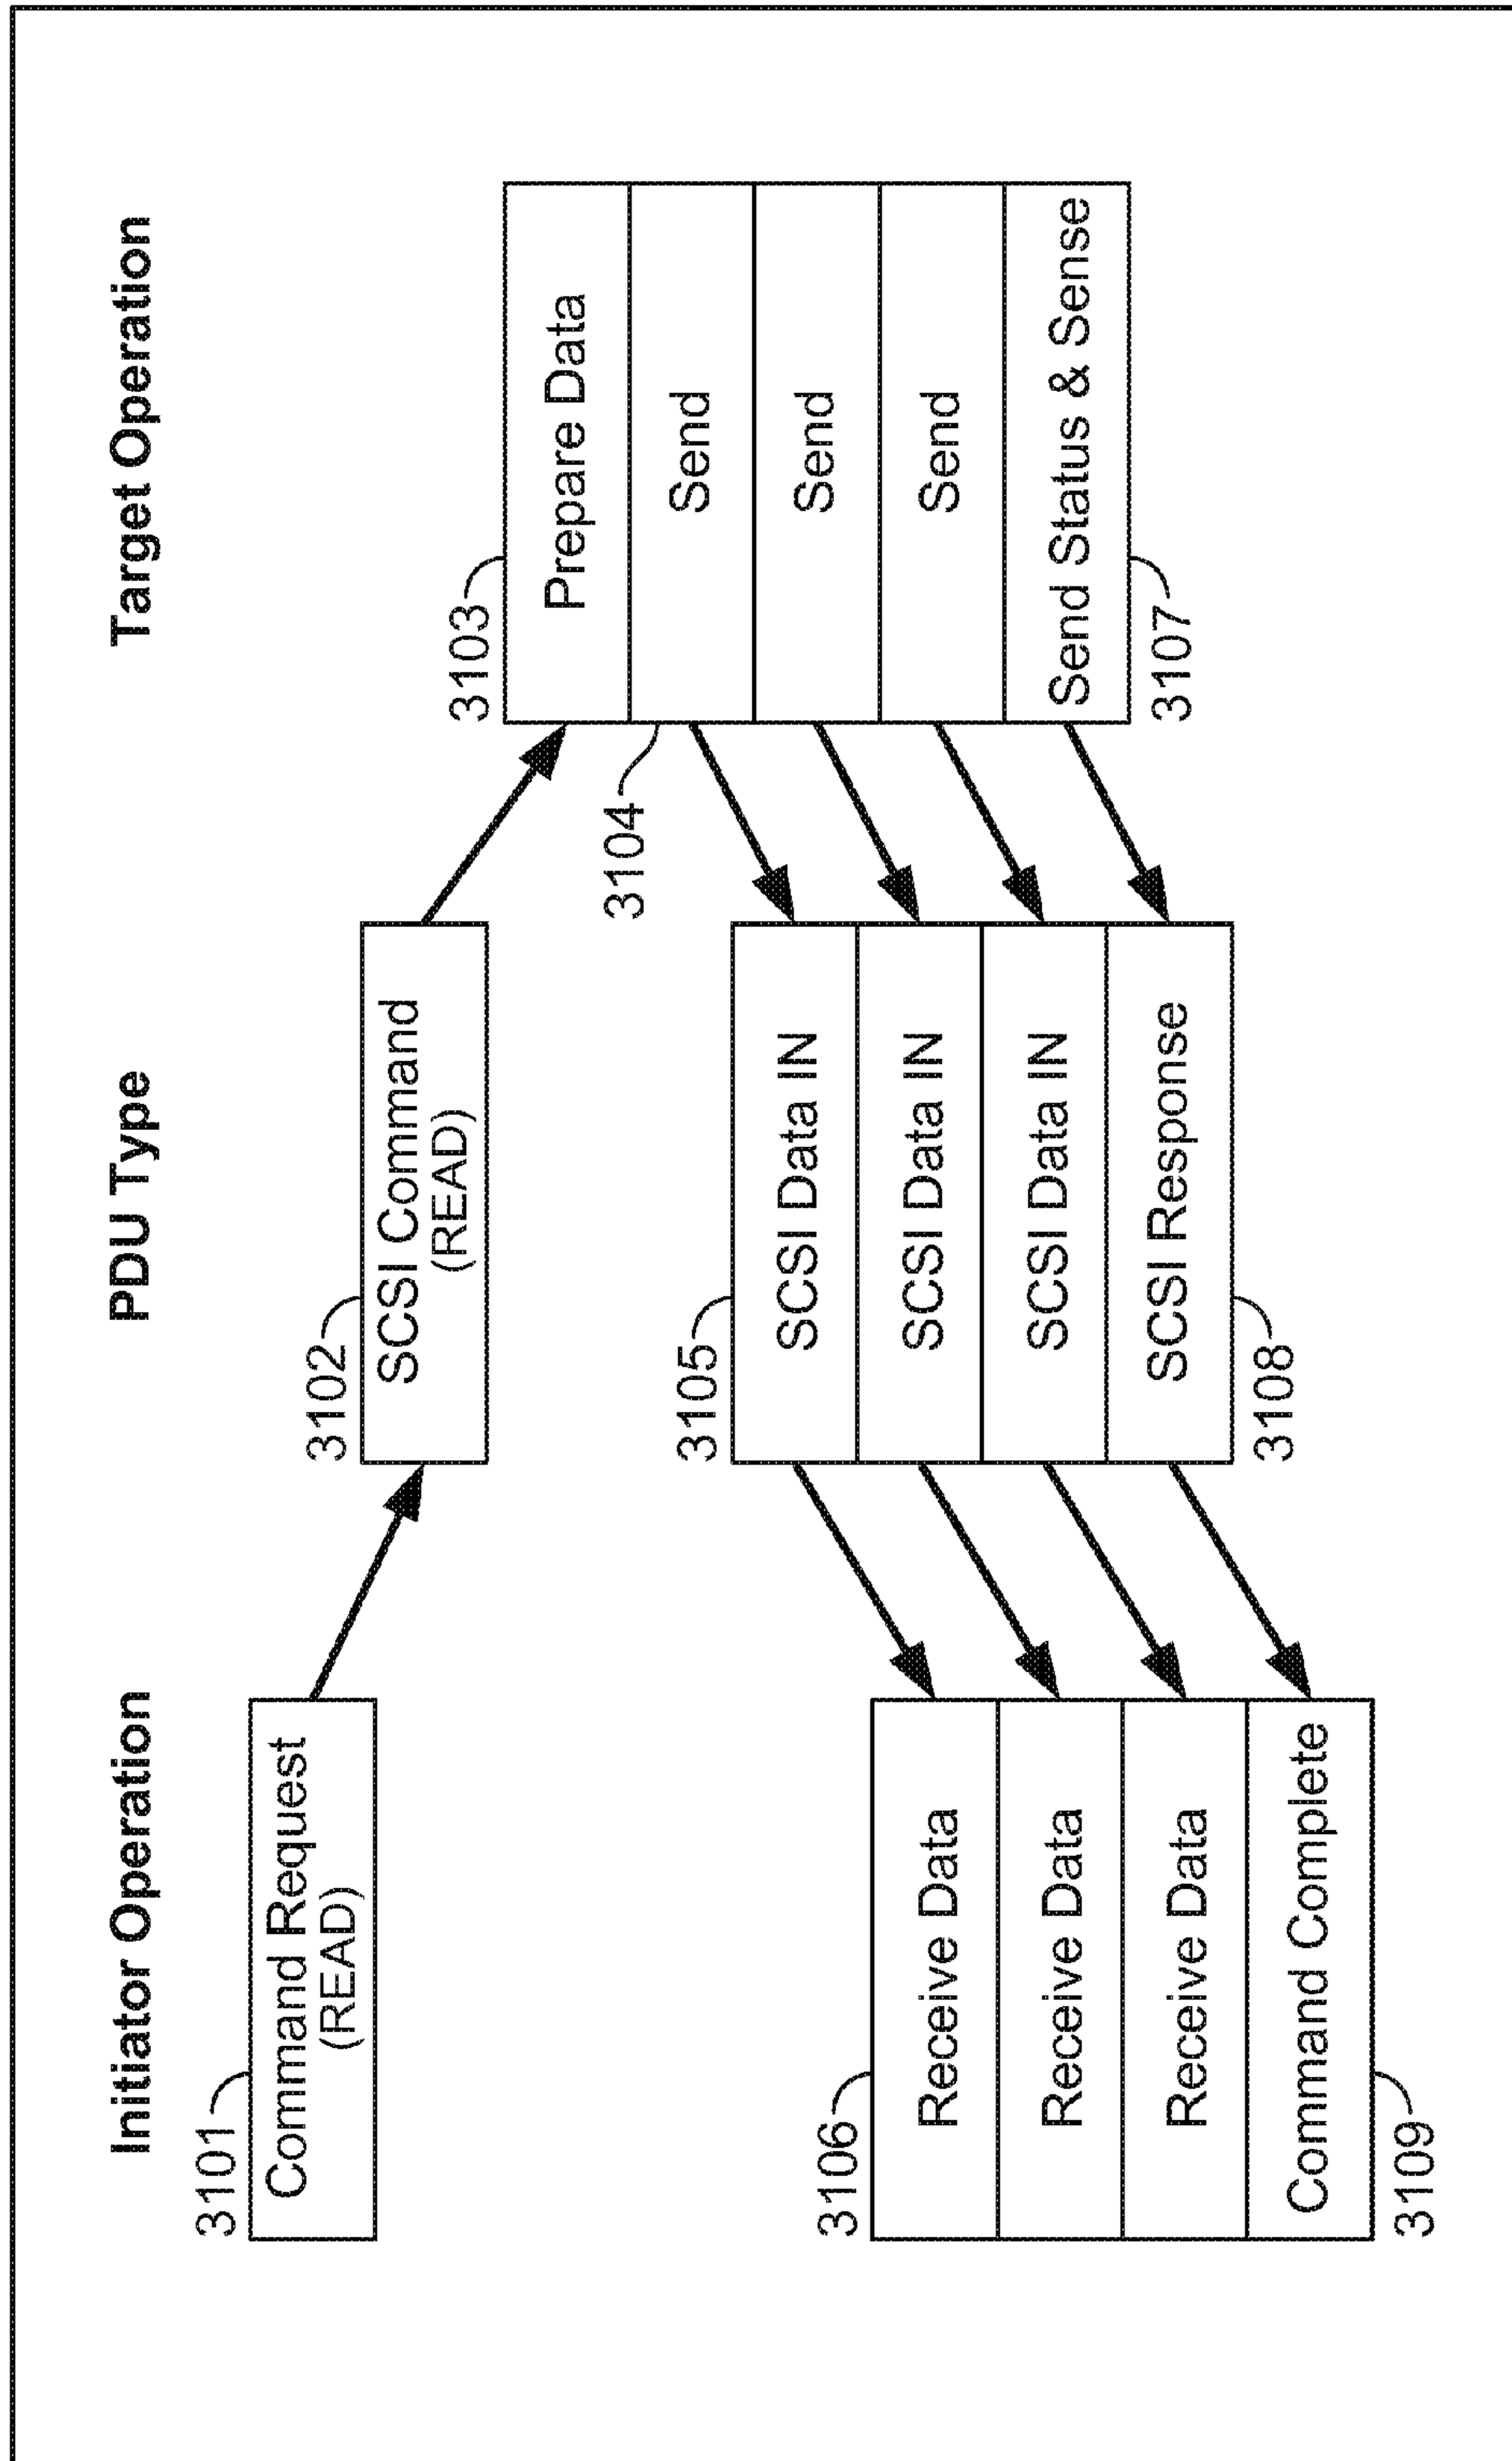 Initiator Operation
PDU Type
Target Operation
3101
Command Request
(READ)
3102
SCSI Command
(READ)
3103
Prepare Data
3104
Send
Send
Send
Send Status & Sense
3107
3105
SCSI Data IN
SCSI Data IN
SCSI Data IN
SCSI Response
3108
3106
Receive Data
Receive Data
Receive Data
Command Complete
3109